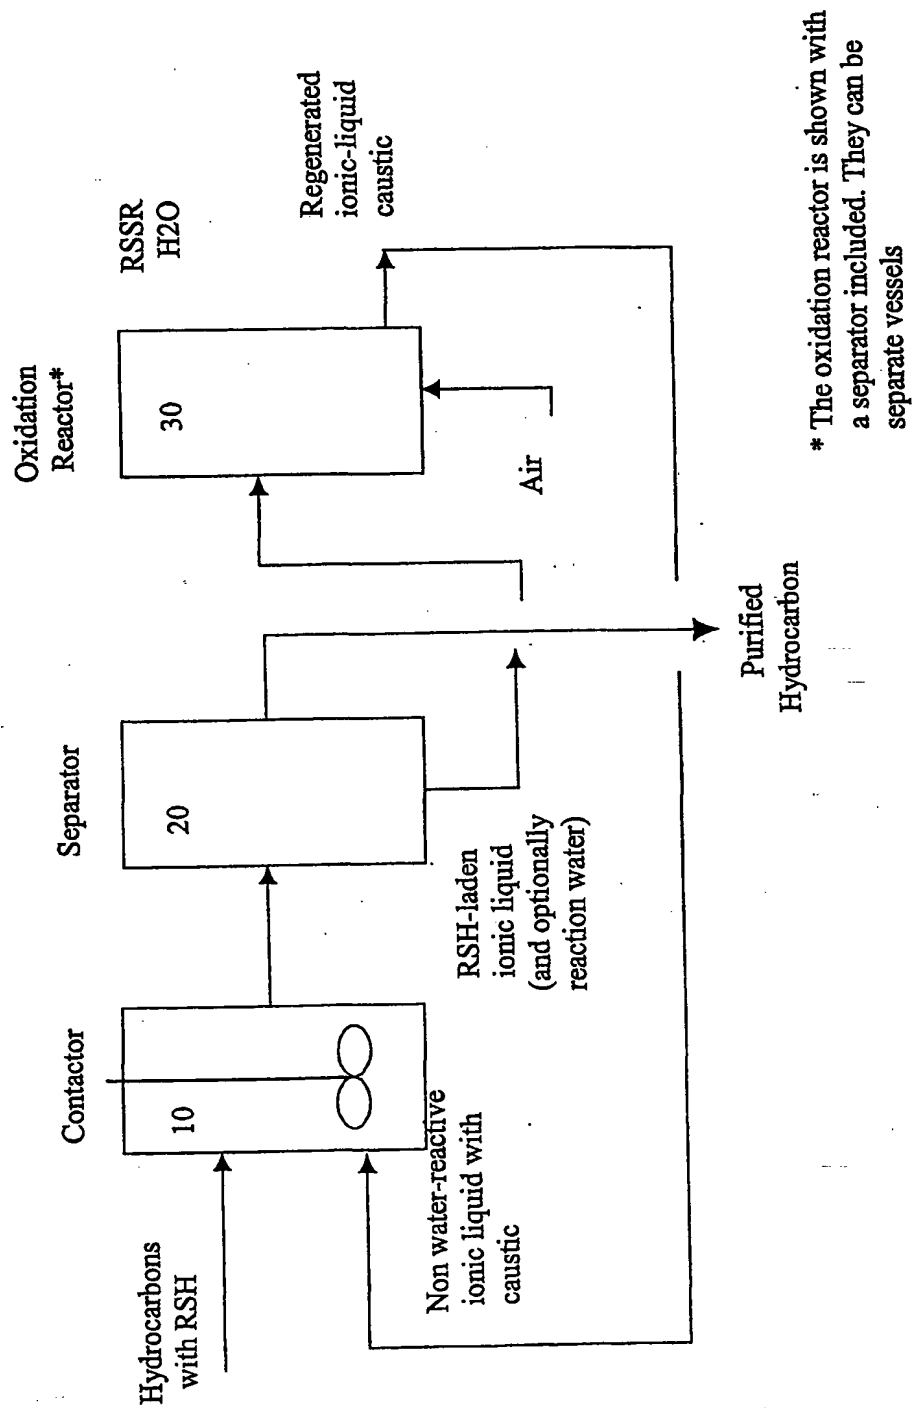 Hydrocarbons
with RSH
Contactor
10
Non water-reactive
ionic liquid with
caustic
Separator
20
RSH-laden
ionic liquid
(and optionally
reaction water)
Purified
Hydrocarbon
Oxidation
Reactor*
30
Air
RSSR
H2O
Regenerated
ionic-liquid
caustic
* The oxidation reactor is shown with
a separator included. They can be
separate vessels